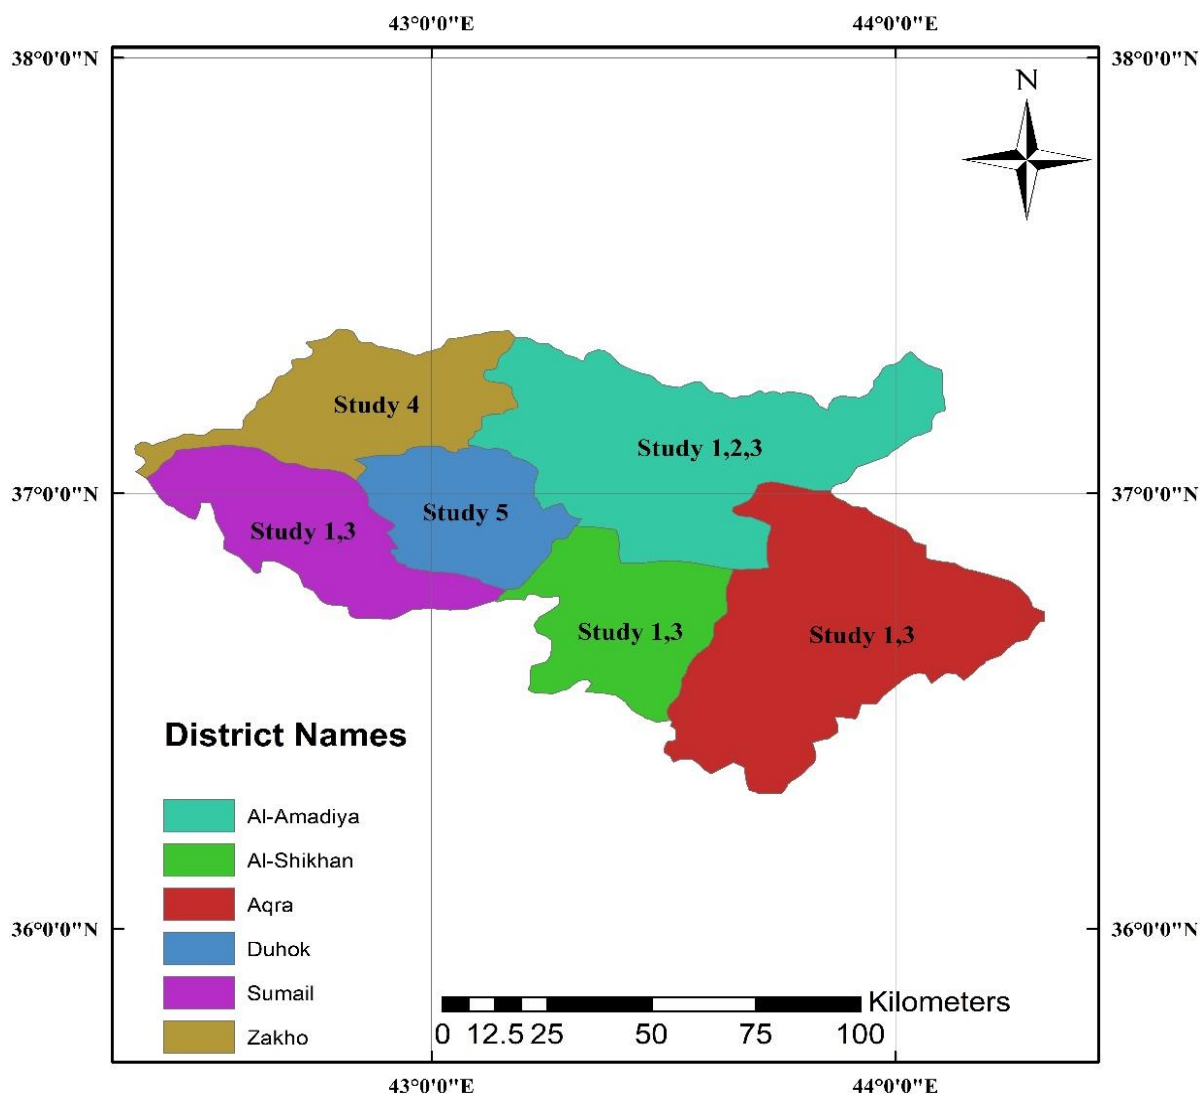 43°0'0"E 44°0'0"E
38°0'0"N 38°0'0"N
N
Study 4
Study 1,2,3
37°0'0"N 37°0'0"N
Study 5
Study 1,3
Study 1,3
Study 1,3
District Names
Al-Amadiya
Al-Shikhan
Aqra
36°0'0"N 36°0'0"N
Duhok
Sumail
Zakho
Kilometers
0 12.5 25 50 75 100
43°0'0"E 44°0'0"E